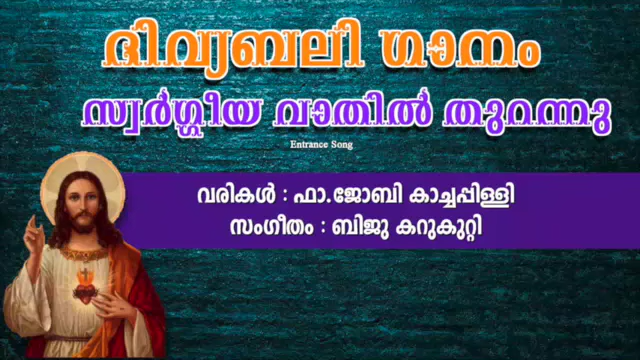 ദിവ്യബലി ഗാനം
സ്വർഗ്ഗീയ വാതിൽ തുറന്നു
Entrance Song
വരികൾ : ഫാ.ജോബി കാച്ചപ്പിള്ളി
സംഗീതം : ബിജു കറുകുറ്റി